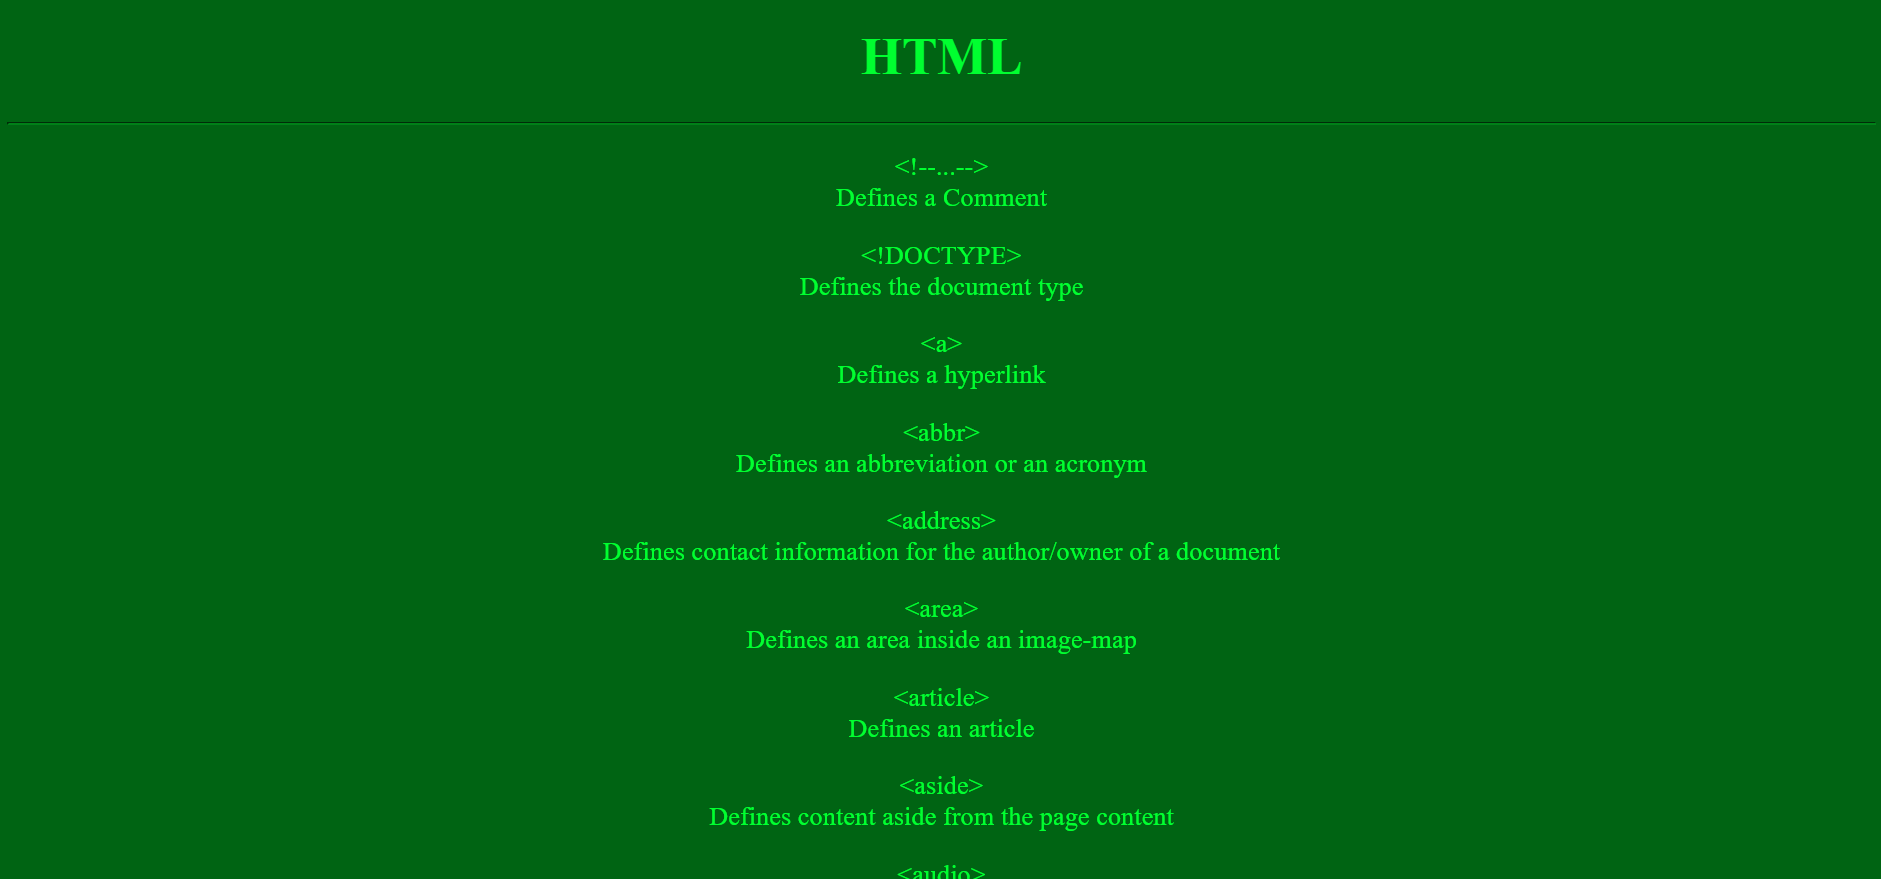 HTML
<!--...-->
Defines a Comment
<!DOCTYPE>
Defines the document type
<a>
Defines a hyperlink
<abbr>
Defines an abbreviation or an acronym
<address>
Defines contact information for the author/owner of a document
<area>
Defines an area inside an image-map
<article>
Defines an article
<aside>
Defines content aside from the page content
<audio>